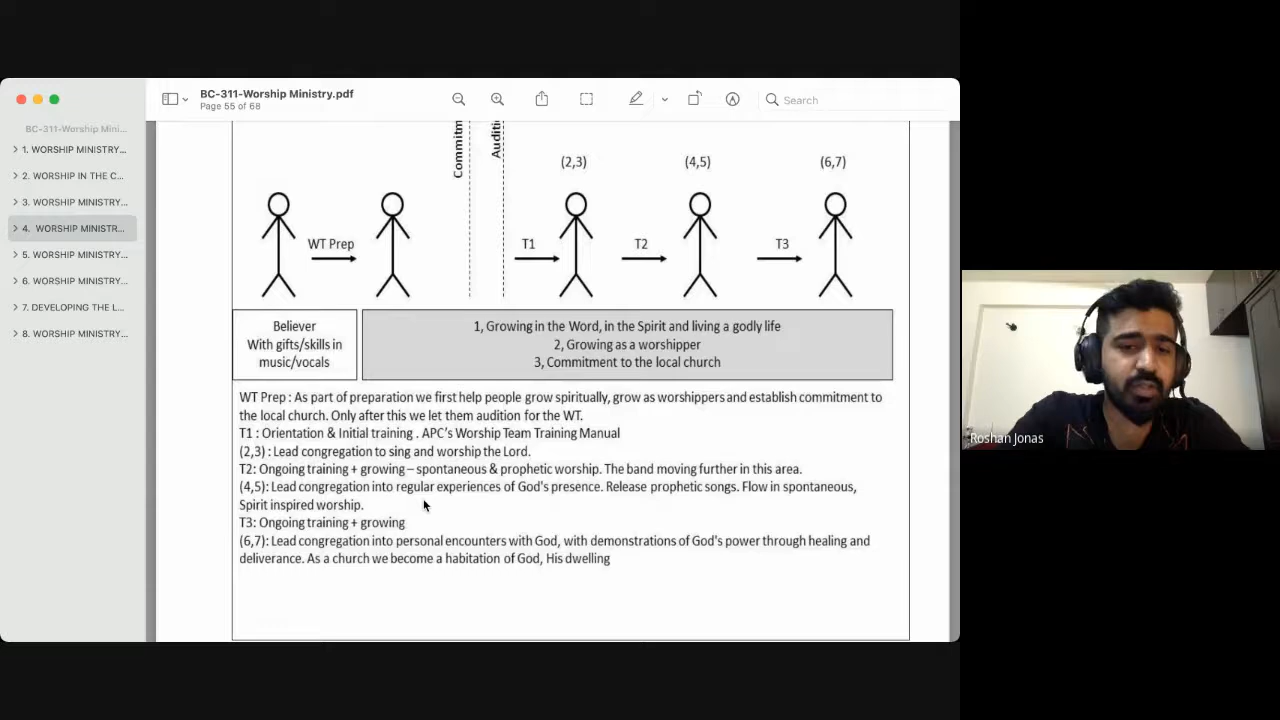 BC-311-Worship Ministry.pdf
Page 55 of 68
Search
BC-311-Worship Mini...
1. WORSHIP MINISTRY...
2. WORSHIP IN THE C...
3. WORSHIP MINISTRY...
4. WORSHIP MINISTR...
5. WORSHIP MINISTRY...
6. WORSHIP MINISTRY...
7. DEVELOPING THE L...
8. WORSHIP MINISTRY...
Commitm
Auditi
(2,3)
(4,5)
(6,7)
WT Prep
T1
T2
T3
Believer
With gifts/skills in
music/vocals
1, Growing in the Word, in the Spirit and living a godly life
2, Growing as a worshipper
3, Commitment to the local church
WT Prep : As part of preparation we first help people grow spiritually, grow as worshippers and establish commitment to
the local church. Only after this we let them audition for the WT.
T1 : Orientation & Initial training . APC's Worship Team Training Manual
(2,3) : Lead congregation to sing and worship the Lord.
T2: Ongoing training + growing – spontaneous & prophetic worship. The band moving further in this area.
(4,5): Lead congregation into regular experiences of God's presence. Release prophetic songs. Flow in spontaneous,
Spirit inspired worship.
T3: Ongoing training + growing
(6,7): Lead congregation into personal encounters with God, with demonstrations of God's power through healing and
deliverance. As a church we become a habitation of God, His dwelling
Roshan Jonas